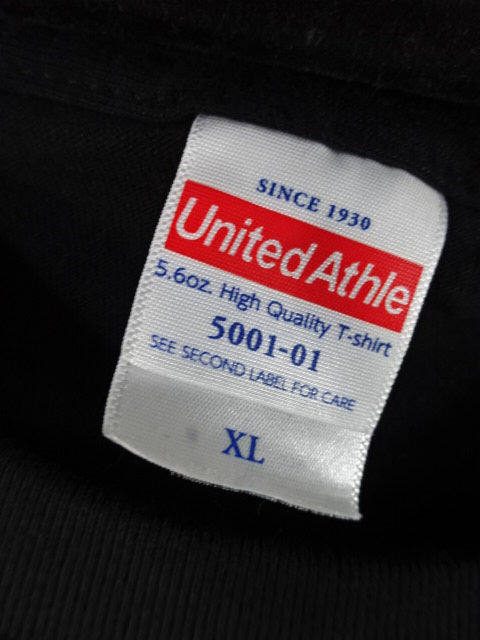 SINCE 1930
United Athle
5.6oz. High Quality T-shirt
5001-01
SEE SECOND LABEL FOR CARE
XL